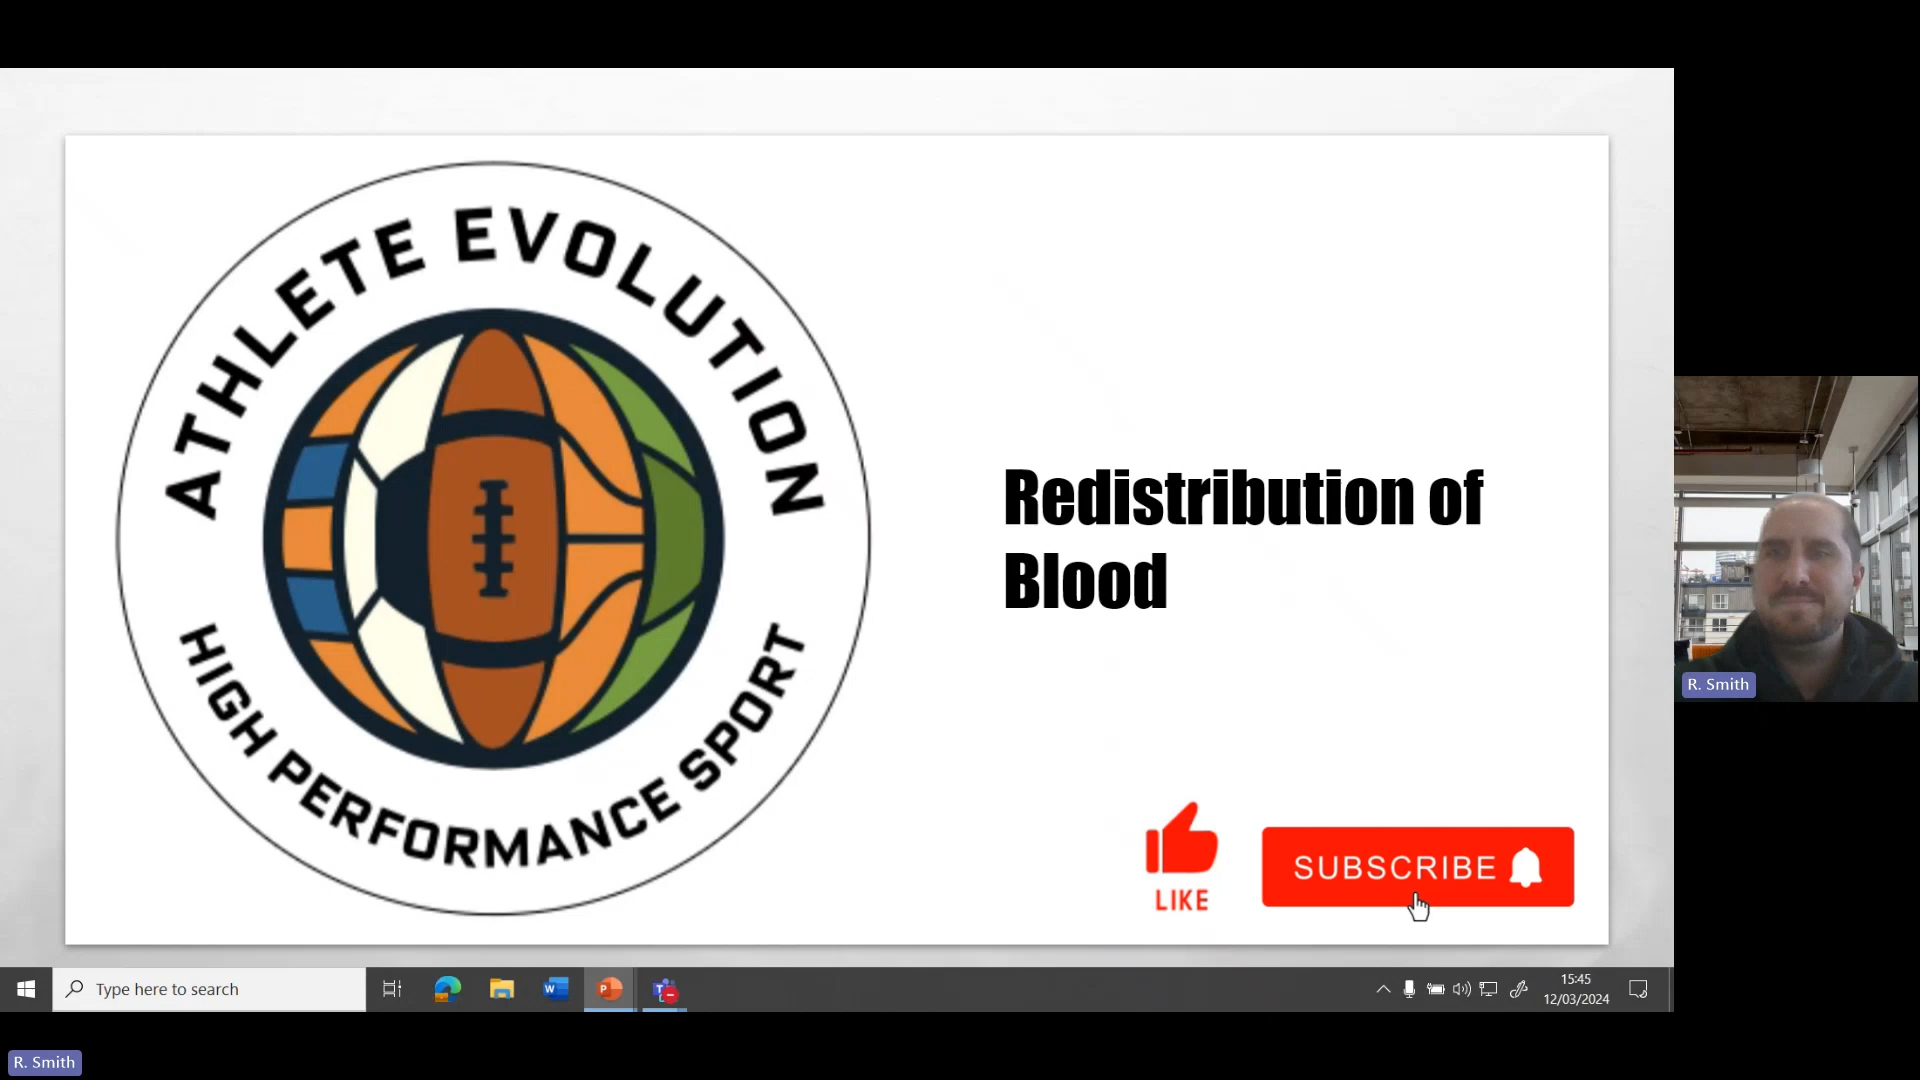 ATHLETE EVOLUTION
HIGH PERFORMANCE SPORT
Redistribution of
Blood
LIKE
SUBSCRIBE
R. Smith
Type here to search
15:45
12/03/2024
R. Smith